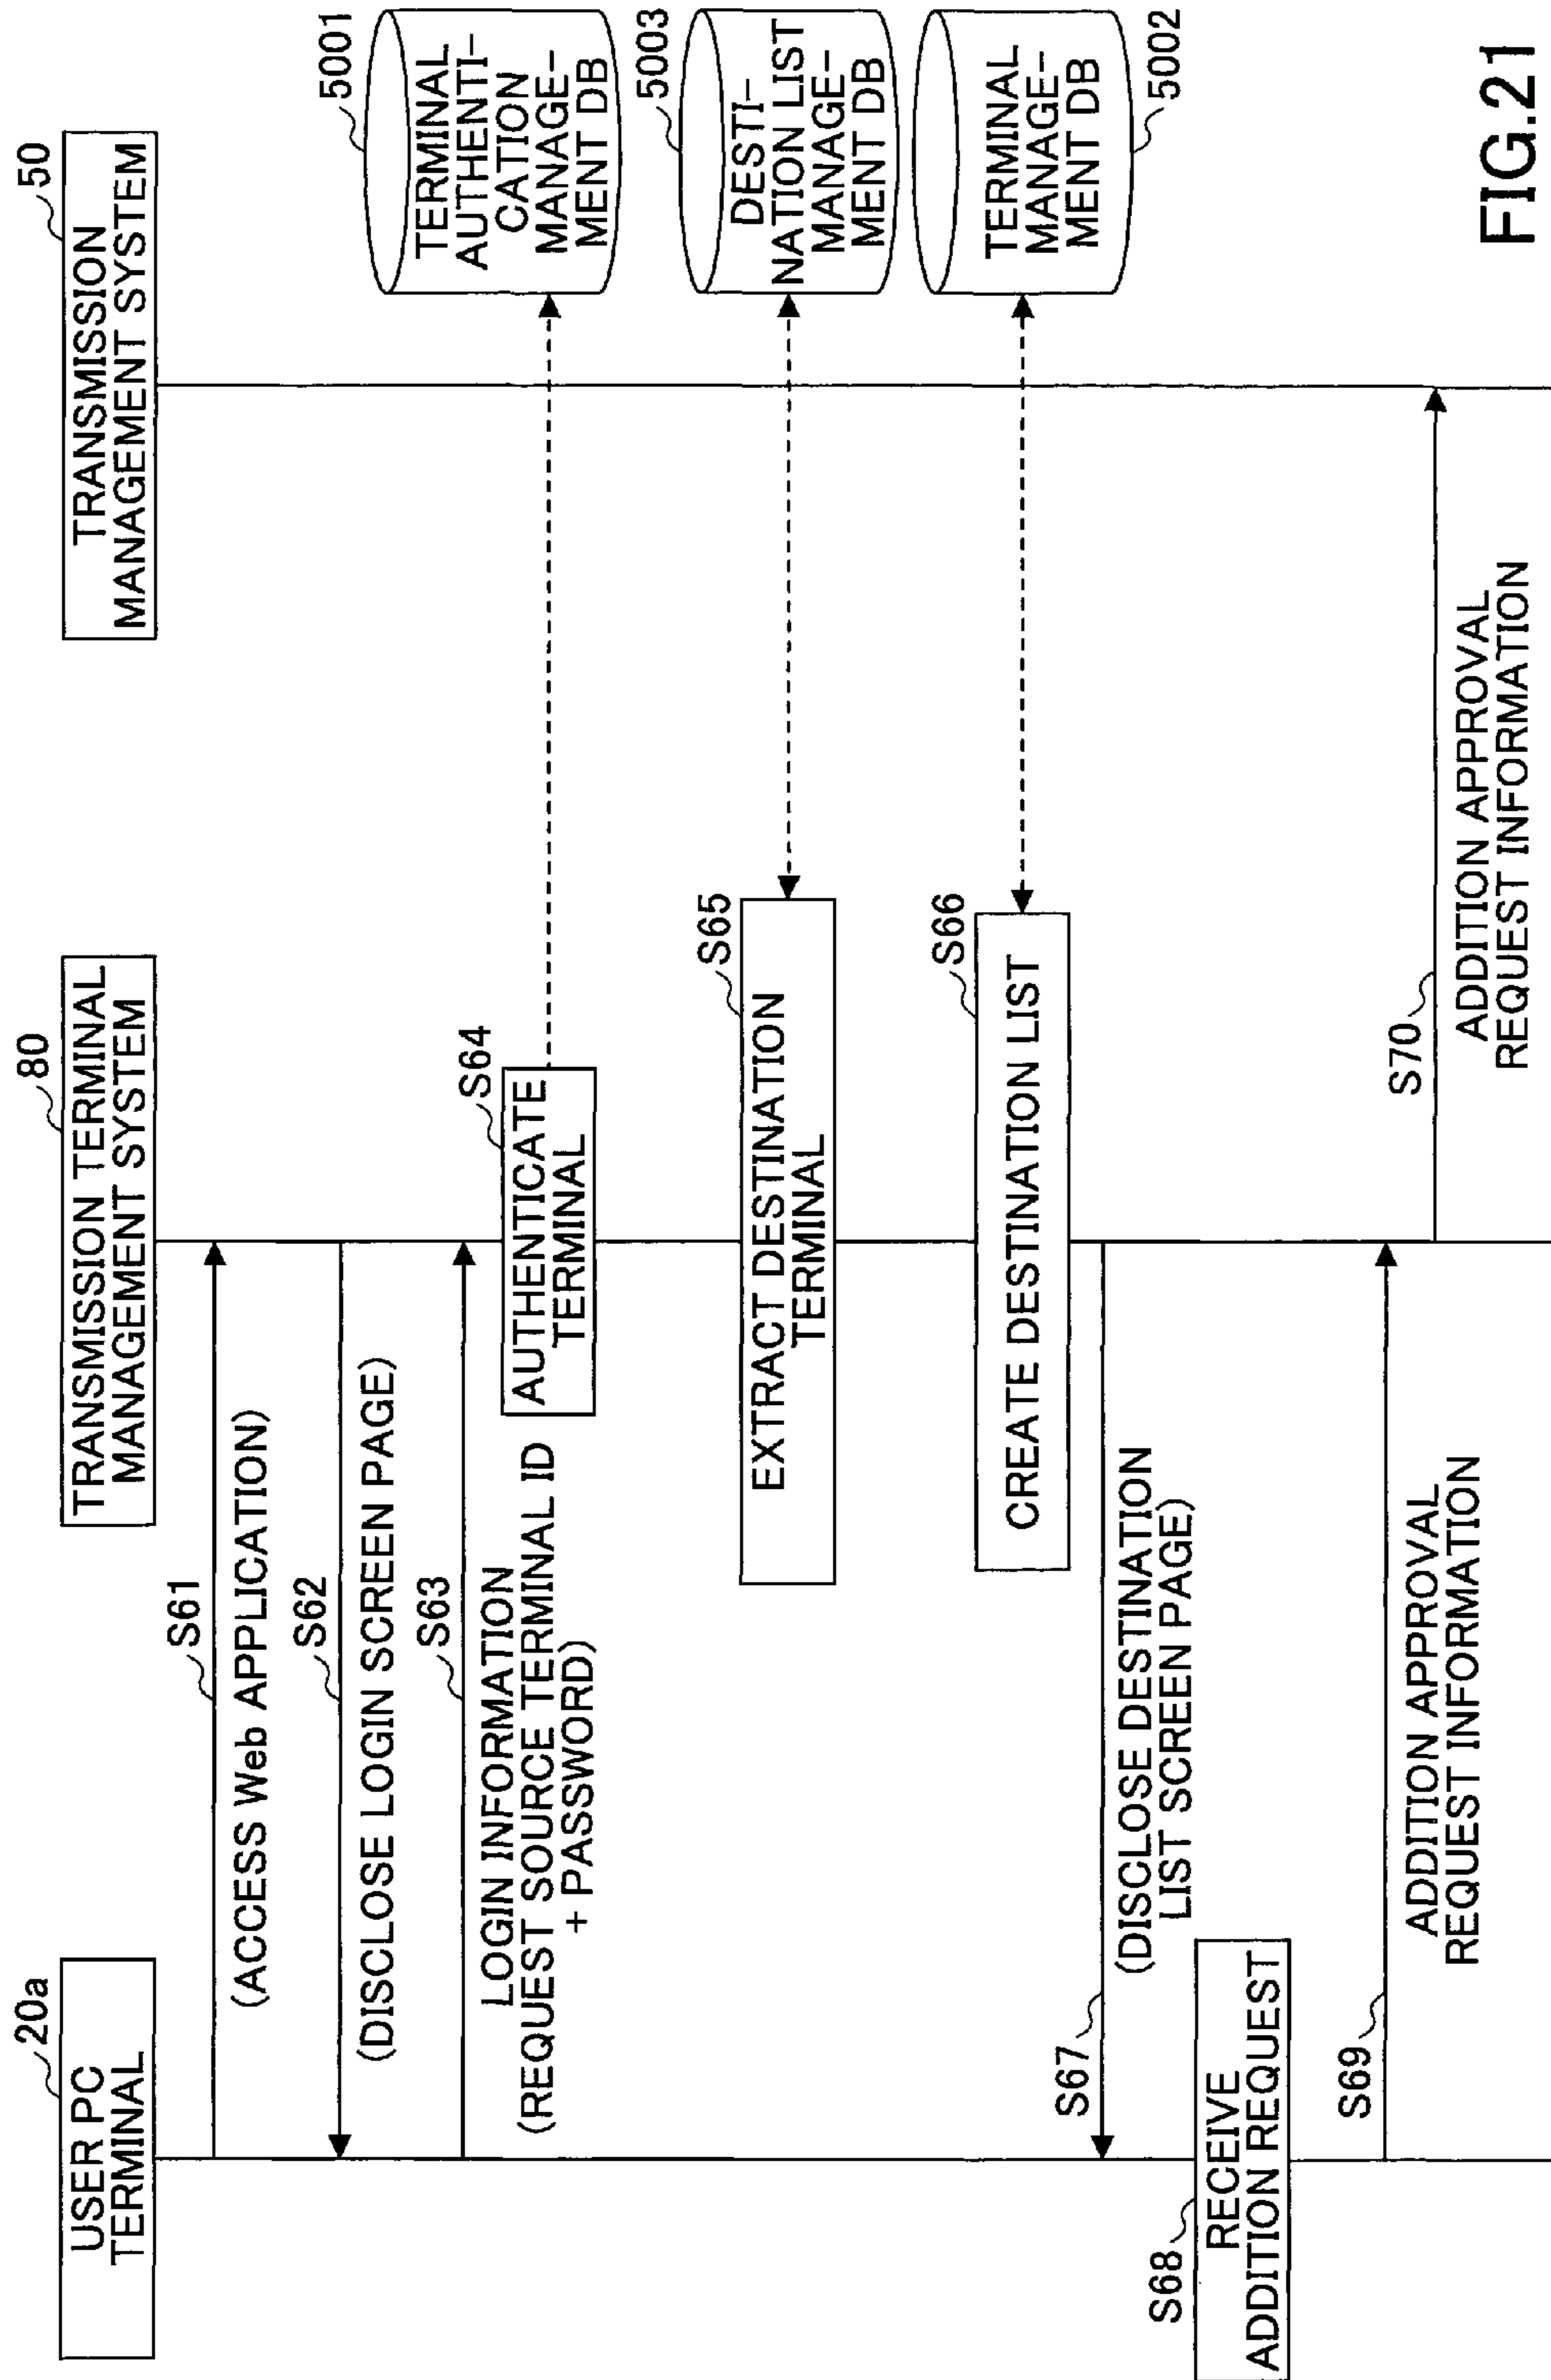 20a
USER PC
TERMINAL
80
TRANSMISSION TERMINAL
MANAGEMENT SYSTEM
50
TRANSMISSION
MANAGEMENT SYSTEM
S61
(ACCESS Web APPLICATION)
S62
(DISCLOSE LOGIN SCREEN PAGE)
S63
LOGIN INFORMATION
(REQUEST SOURCE TERMINAL ID
+ PASSWORD)
S64
AUTHENTICATE
TERMINAL
5001
TERMINAL
AUTHENTI-
CATION
MANAGE-
MENT DB
S65
EXTRACT DESTINATION
TERMINAL
5003
DESTI-
NATION LIST
MANAGE-
MENT DB
S66
CREATE DESTINATION LIST
TERMINAL
MANAGE-
MENT DB
5002
S67
(DISCLOSE DESTINATION
LIST SCREEN PAGE)
S68
RECEIVE
ADDITION REQUEST
S69
ADDITION APPROVAL
REQUEST INFORMATION
S70
ADDITION APPROVAL
REQUEST INFORMATION
FIG.21